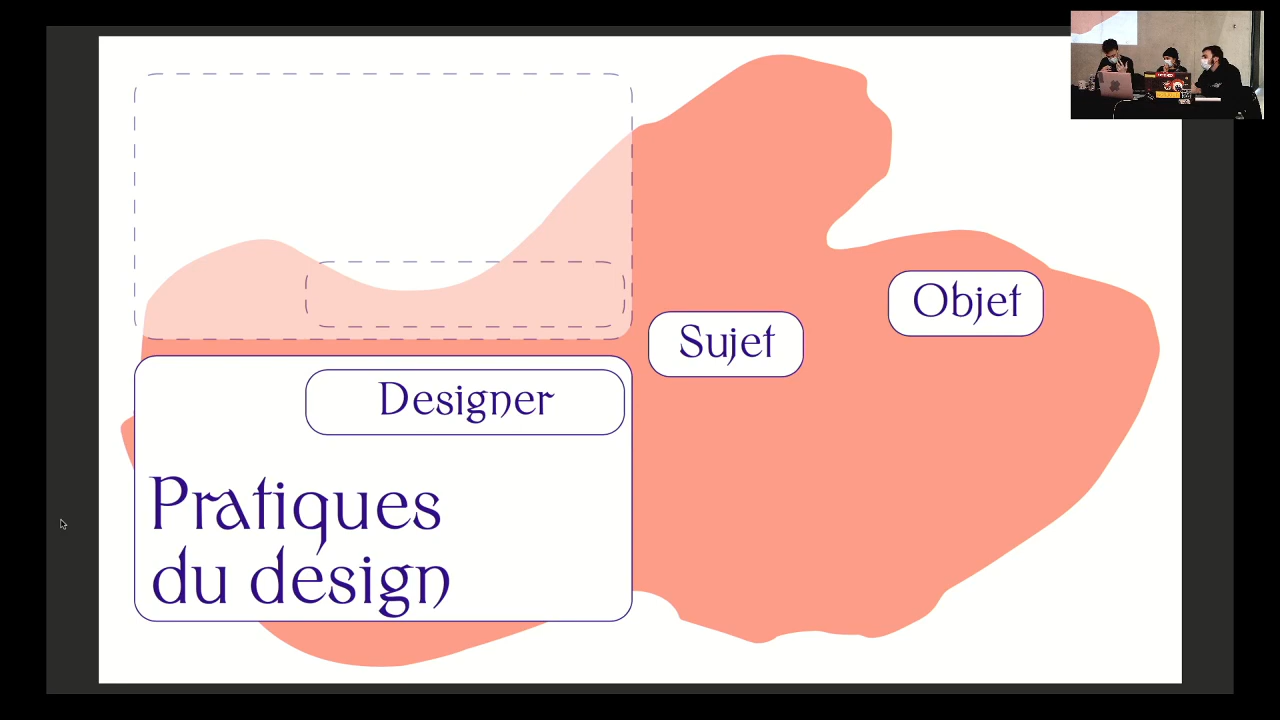 Objet
Sujet
Designer
Pratiques
du design